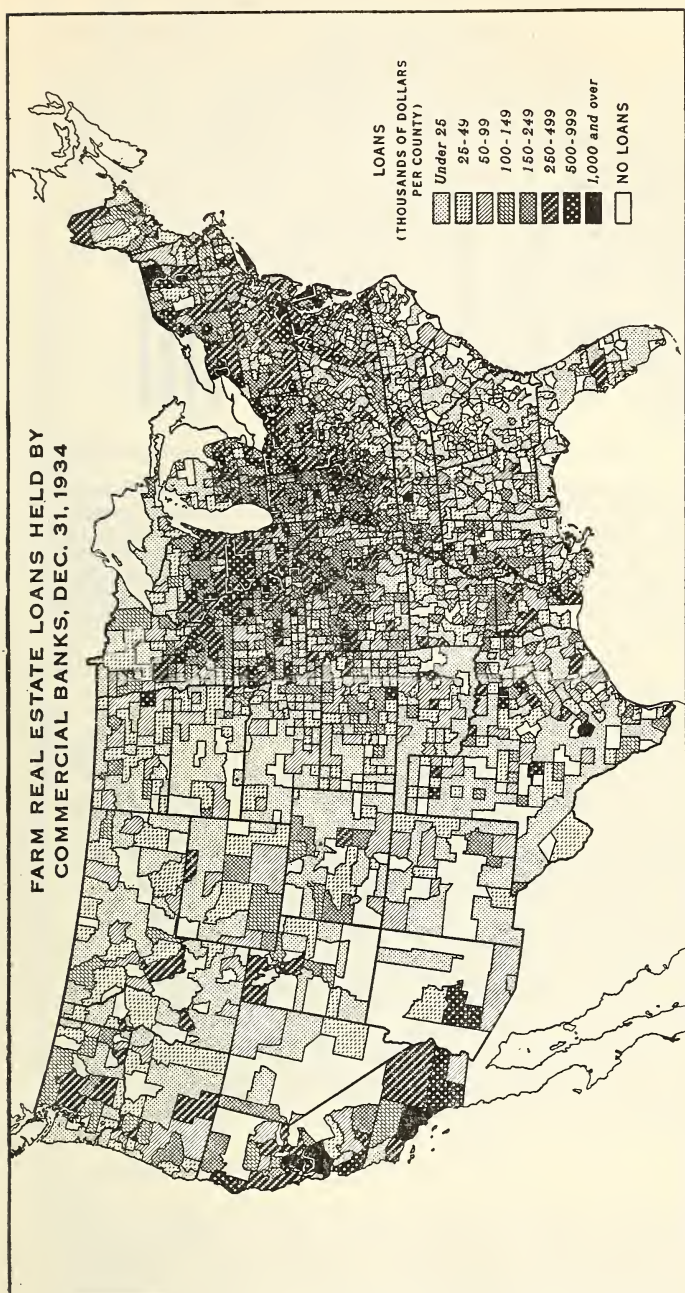 FARM REAL ESTATE LOANS HELD BY
COMMERCIAL BANKS, DEC. 31, 1934
LOANS
(THOUSANDS OF DOLLARS
PER COUNTY)
Under 25
25-49
50-99
100-149
150-249
250-499
500-999
1,000 and over
NO LOANS